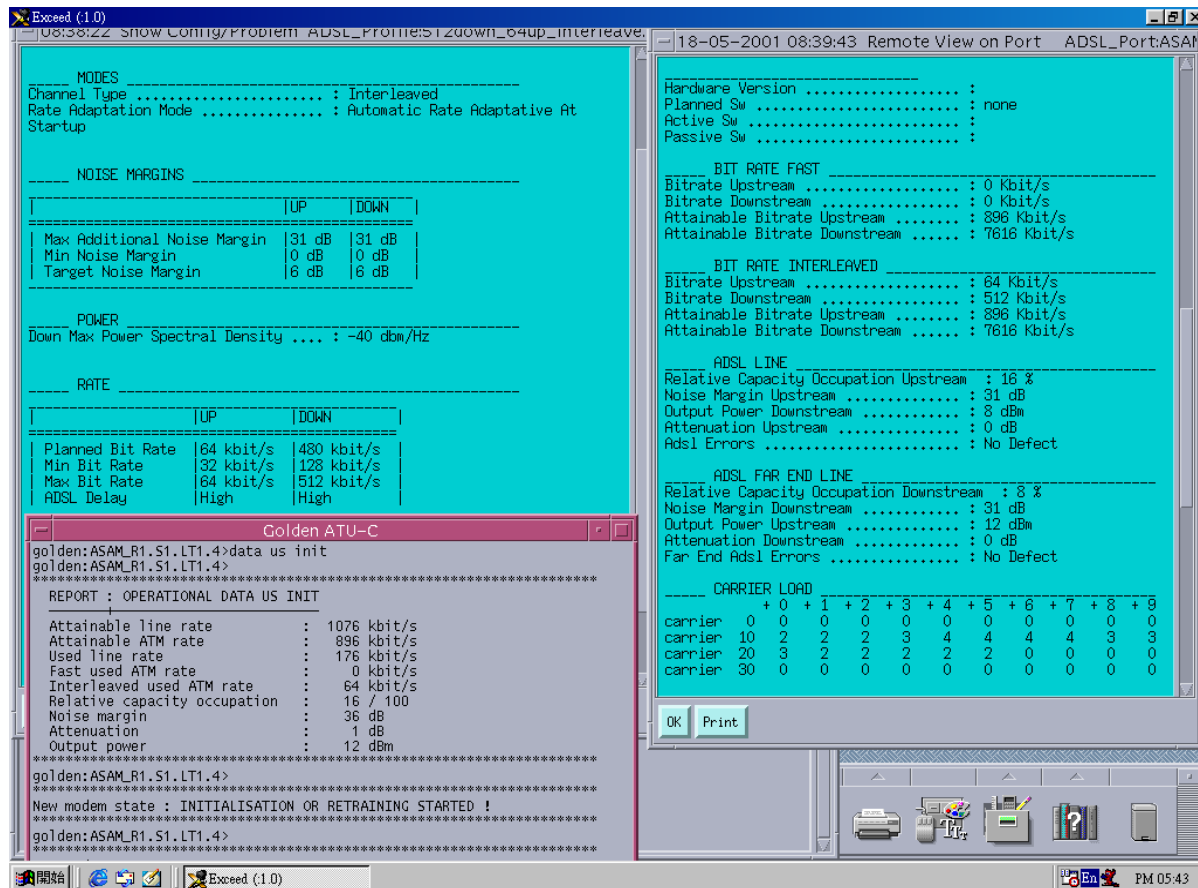 Exceed (:1.0)
08:38:22 Show Config/Problem ADSL_Profile:512down_64up_interleave.
_____ MODES _____
Channel Type ....................... : Interleaved
Rate Adaptation Mode ............... : Automatic Rate Adaptative At
Startup
_____ NOISE MARGINS _____
| |UP |DOWN |
| Max Additional Noise Margin |31 dB |31 dB |
| Min Noise Margin |0 dB |0 dB |
| Target Noise Margin |6 dB |6 dB |
_____ POWER _____
Down Max Power Spectral Density .... : -40 dbm/Hz
_____ RATE _____
| |UP |DOWN |
| Planned Bit Rate |64 kbit/s |480 kbit/s |
| Min Bit Rate |32 kbit/s |128 kbit/s |
| Max Bit Rate |64 kbit/s |512 kbit/s |
| ADSL Delay |High |High |
18-05-2001 08:39:43 Remote View on Port ADSL_Port:ASAM
Hardware Version ................... :
Planned Sw ......................... : none
Active Sw .......................... :
Passive Sw ......................... :
_____ BIT RATE FAST _____
Bitrate Upstream ................... : 0 Kbit/s
Bitrate Downstream ................. : 0 Kbit/s
Attainable Bitrate Upstream ........ : 896 Kbit/s
Attainable Bitrate Downstream ...... : 7616 Kbit/s
_____ BIT RATE INTERLEAVED _____
Bitrate Upstream ................... : 64 Kbit/s
Bitrate Downstream ................. : 512 Kbit/s
Attainable Bitrate Upstream ........ : 896 Kbit/s
Attainable Bitrate Downstream ...... : 7616 Kbit/s
_____ ADSL LINE _____
Relative Capacity Occupation Upstream : 16 %
Noise Margin Upstream .............. : 31 dB
Output Power Downstream ............ : 8 dBm
Attenuation Upstream ............... : 0 dB
Adsl Errors ........................ : No Defect
_____ ADSL FAR END LINE _____
Relative Capacity Occupation Downstream : 8 %
Noise Margin Downstream ............ : 31 dB
Output Power Upstream .............. : 12 dBm
Attenuation Downstream ............. : 0 dB
Far End Adsl Errors ................ : No Defect
_____ CARRIER LOAD _____
+ 0 + 1 + 2 + 3 + 4 + 5 + 6 + 7 + 8 + 9
carrier 0 0 0 0 0 0 0 0 0 0 0
carrier 10 2 2 2 3 4 4 4 4 3 3
carrier 20 3 2 2 2 2 2 0 0 0 0
carrier 30 0 0 0 0 0 0 0 0 0 0
OK Print
Golden ATU-C
golden:ASAM_R1.S1.LT1.4>data us init
golden:ASAM_R1.S1.LT1.4>
REPORT : OPERATIONAL DATA US INIT
Attainable line rate : 1076 kbit/s
Attainable ATM rate : 896 kbit/s
Used line rate : 176 kbit/s
Fast used ATM rate : 0 kbit/s
Interleaved used ATM rate : 64 kbit/s
Relative capacity occupation : 16 / 100
Noise margin : 36 dB
Attenuation : 1 dB
Output power : 12 dBm
golden:ASAM_R1.S1.LT1.4>
New modem state : INITIALISATION OR RETRAINING STARTED !
golden:ASAM_R1.S1.LT1.4>
開始
Exceed (:1.0)
En
PM 05:43